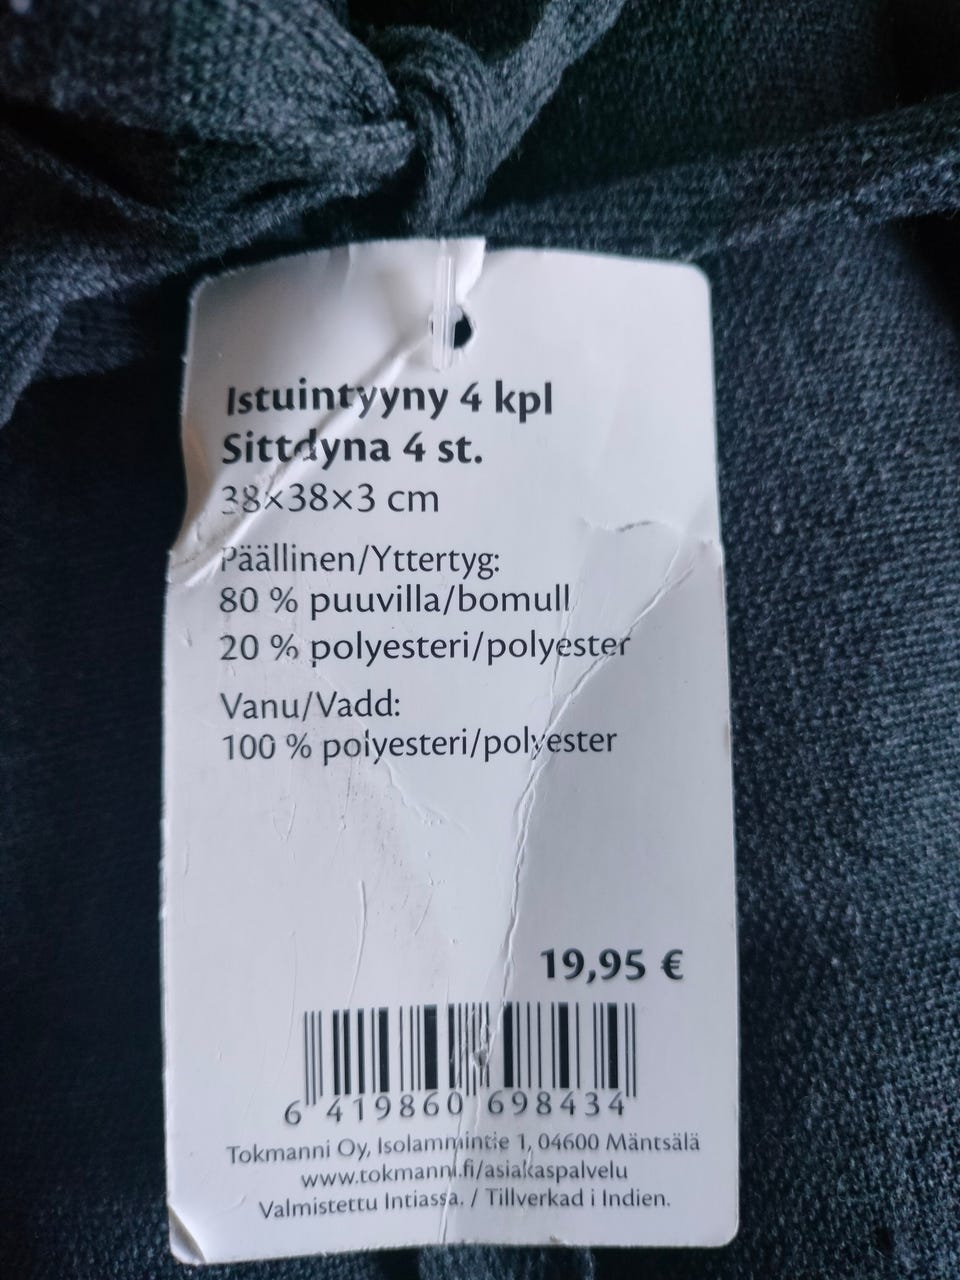 Istuintyyny 4 kpl
Sittdyna 4 st.
38×38×3 cm
Päällinen/Yttertyg:
80 % puuvilla/bomull
20 % polyesteri/polyester
Vanu/Vadd:
100 % polyesteri/polyester
19,95 €
6 419860 698434
Tokmanni Oy, Isolammintie 1, 04600 Mäntsälä
www.tokmanni.fi/asiakaspalvelu
Valmistettu Intiassa. / Tillverkad i Indien.